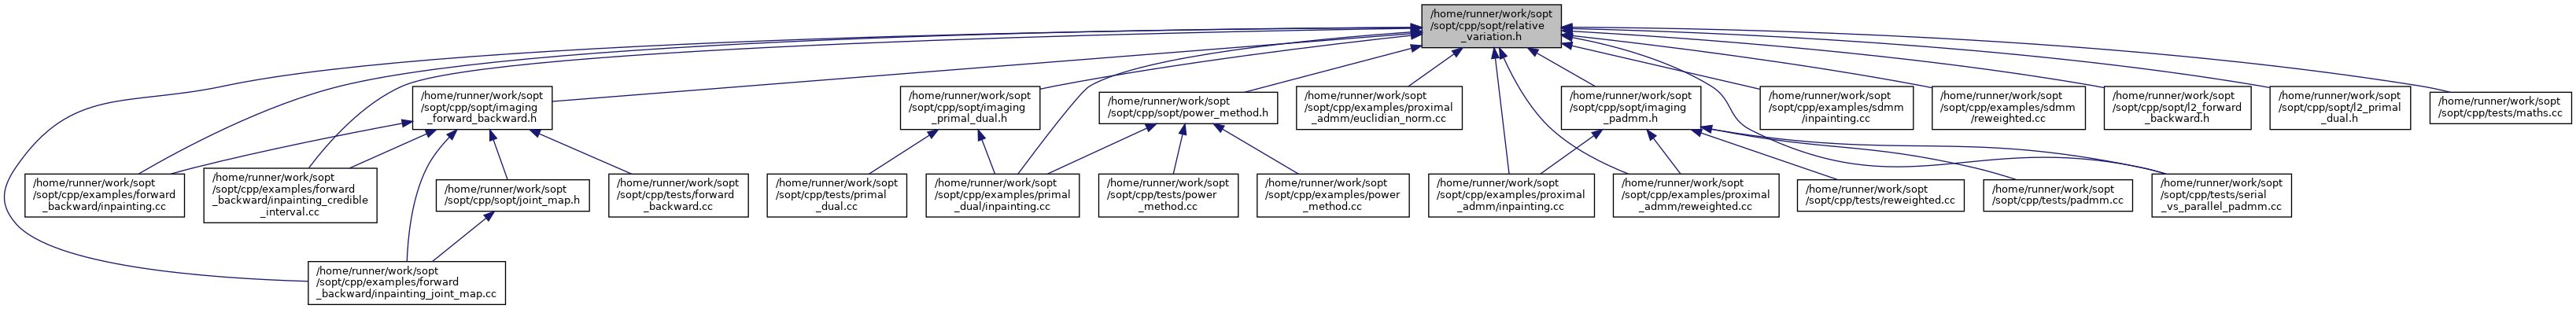 /home/runner/work/sopt
/sopt/cpp/sopt/relative
_variation.h
/home/runner/work/sopt
/sopt/cpp/sopt/imaging
_forward_backward.h
/home/runner/work/sopt
/sopt/cpp/sopt/imaging
_primal_dual.h
/home/runner/work/sopt
/sopt/cpp/sopt/power_method.h
/home/runner/work/sopt
/sopt/cpp/examples/proximal
_admm/euclidian_norm.cc
/home/runner/work/sopt
/sopt/cpp/sopt/imaging
_padmm.h
/home/runner/work/sopt
/sopt/cpp/examples/sdmm
/inpainting.cc
/home/runner/work/sopt
/sopt/cpp/examples/sdmm
/reweighted.cc
/home/runner/work/sopt
/sopt/cpp/sopt/l2_forward
_backward.h
/home/runner/work/sopt
/sopt/cpp/sopt/l2_primal
_dual.h
/home/runner/work/sopt
/sopt/cpp/tests/maths.cc
/home/runner/work/sopt
/sopt/cpp/examples/forward
_backward/inpainting.cc
/home/runner/work/sopt
/sopt/cpp/examples/forward
_backward/inpainting_credible
_interval.cc
/home/runner/work/sopt
/sopt/cpp/sopt/joint_map.h
/home/runner/work/sopt
/sopt/cpp/tests/forward
_backward.cc
/home/runner/work/sopt
/sopt/cpp/tests/primal
_dual.cc
/home/runner/work/sopt
/sopt/cpp/examples/primal
_dual/inpainting.cc
/home/runner/work/sopt
/sopt/cpp/tests/power
_method.cc
/home/runner/work/sopt
/sopt/cpp/examples/power
_method.cc
/home/runner/work/sopt
/sopt/cpp/examples/proximal
_admm/inpainting.cc
/home/runner/work/sopt
/sopt/cpp/examples/proximal
_admm/reweighted.cc
/home/runner/work/sopt
/sopt/cpp/tests/reweighted.cc
/home/runner/work/sopt
/sopt/cpp/tests/padmm.cc
/home/runner/work/sopt
/sopt/cpp/tests/serial
_vs_parallel_padmm.cc
/home/runner/work/sopt
/sopt/cpp/examples/forward
_backward/inpainting_joint_map.cc